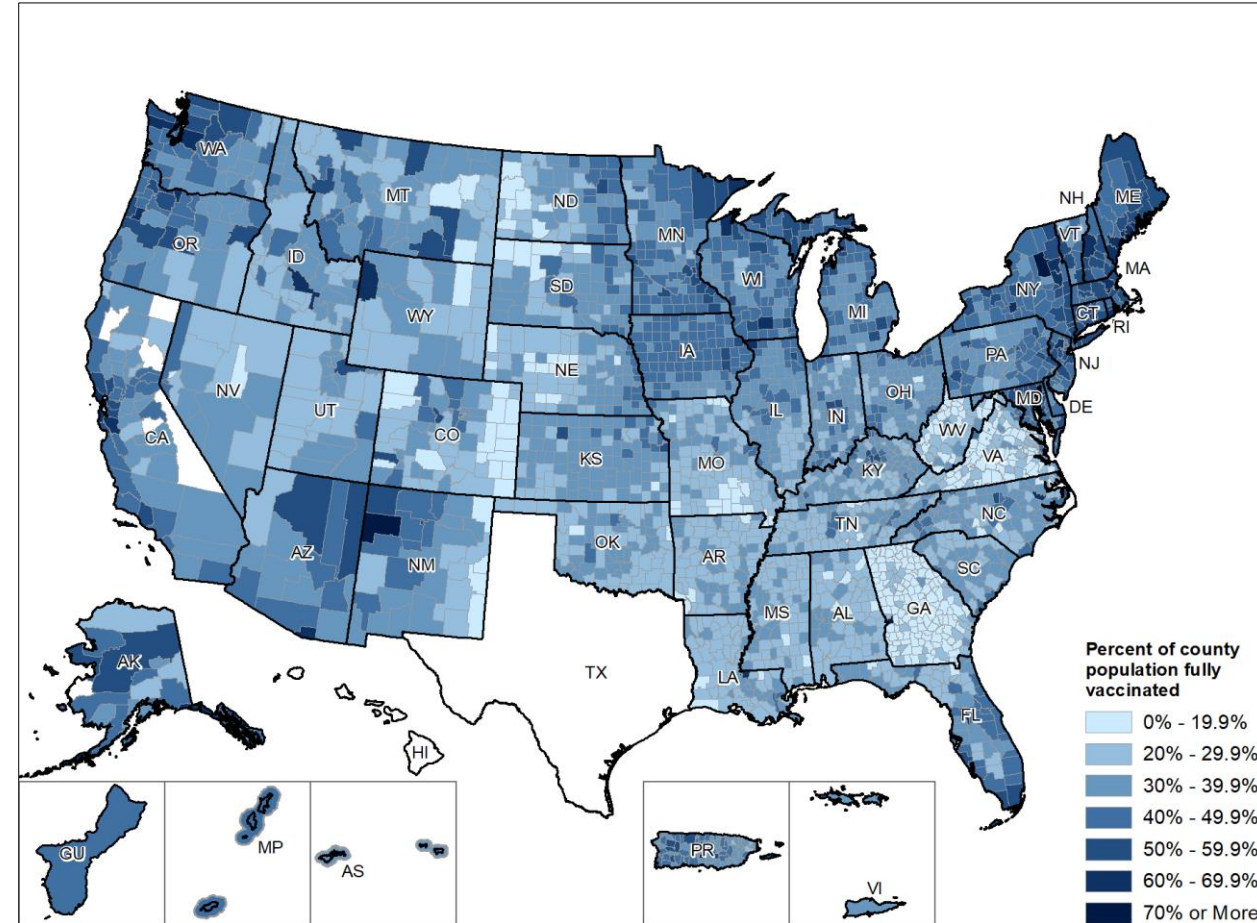 WA
MT
ND
MN
OR
ID
SD
WI
WY
MI
NH
ME
VT
NY
MA
CT
RI
NV
UT
CO
NE
IA
PA
NJ
CA
KS
IL
IN
OH
MD
DE
MO
WV
VA
KY
AZ
NM
OK
AR
TN
NC
SC
MS
AL
GA
TX
LA
FL
AK
HI
GU
MP
AS
PR
VI
Percent of county
population fully
vaccinated
0% - 19.9%
20% - 29.9%
30% - 39.9%
40% - 49.9%
50% - 59.9%
60% - 69.9%
70% or More